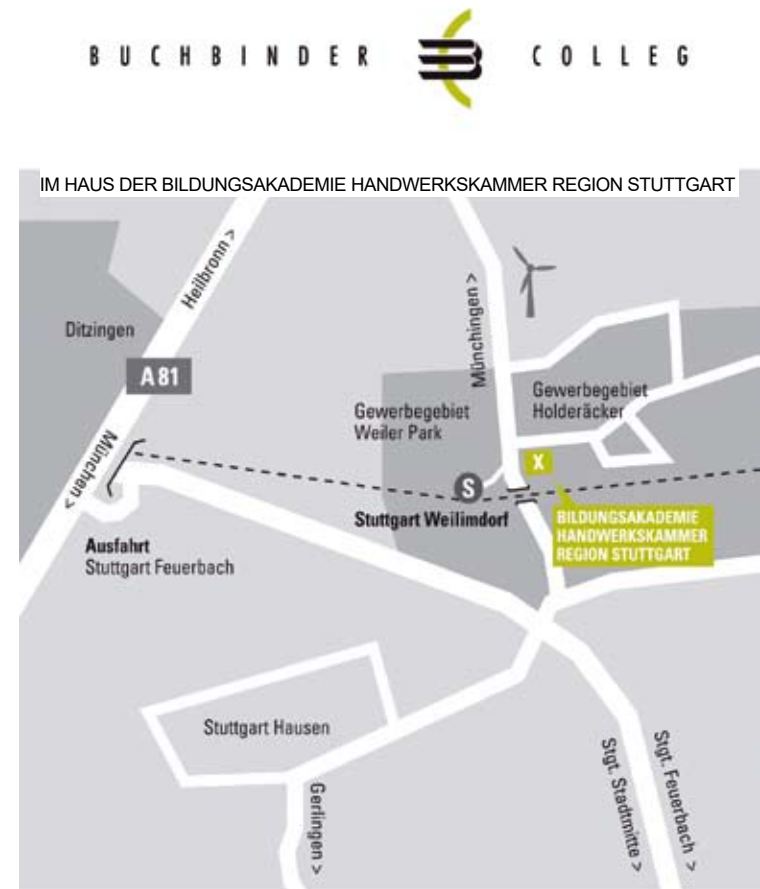 BUCHBINDER COLLEG
IM HAUS DER BILDUNGSAKADEMIE HANDWERKSKAMMER REGION STUTTGART
Heilbronn >
Münchingen >
Ditzingen
A 81
Gewerbegebiet
Holderäcker
Gewerbegebiet
Weiler Park
München >
X
S
Stuttgart Weilimdorf
BILDUNGSAKADEMIE
HANDWERKSKAMMER
REGION STUTTGART
Ausfahrt
Stuttgart Feuerbach
Stuttgart Hausen
Gerlingen >
Stgt. Stadtmitte >
Stgt. Feuerbach >